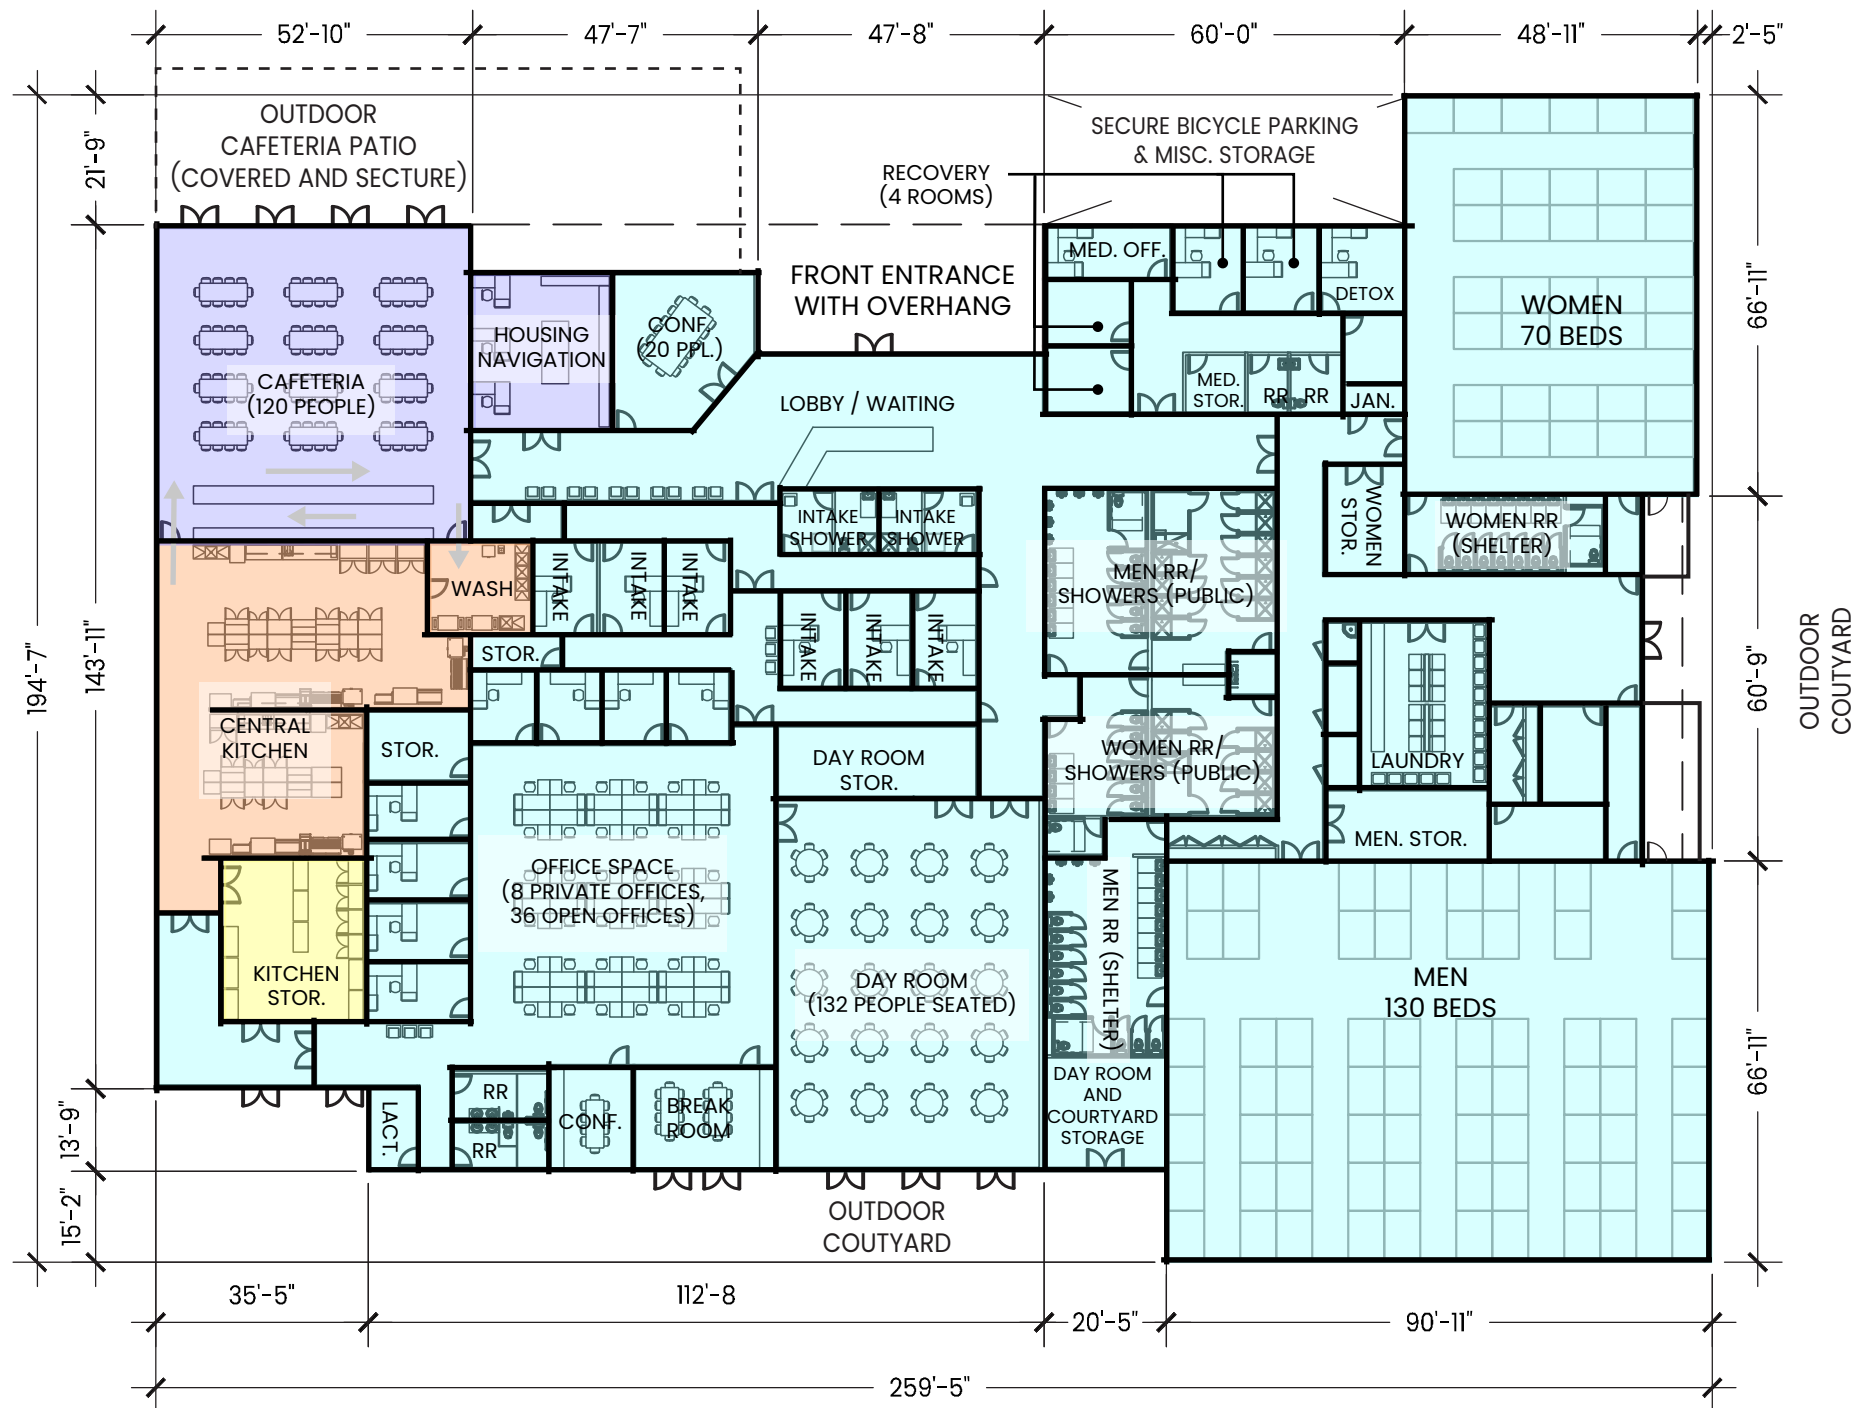 52'-10"
47'-7"
47'-8"
60'-0"
48'-11"
2'-5"
OUTDOOR
CAFETERIA PATIO
(COVERED AND SECTURE)
SECURE BICYCLE PARKING
& MISC. STORAGE
RECOVERY
(4 ROOMS)
21'-9"
194'-7"
143'-11"
13'-9"
15'-2"
MED. OFF.
DETOX
FRONT ENTRANCE
WITH OVERHANG
WOMEN
70 BEDS
66'-11"
HOUSING
NAVIGATION
CONF.
(20 PPL.)
CAFETERIA
(120 PEOPLE)
LOBBY / WAITING
MED.
STOR.
RR
RR
JAN.
INTAKE
SHOWER
INTAKE
SHOWER
WOMEN
STOR.
WOMEN RR
(SHELTER)
WASH
INTAKE
INTAKE
INTAKE
MEN RR/
SHOWERS (PUBLIC)
STOR.
INTAKE
INTAKE
INTAKE
OUTDOOR
COUTYARD
60'-9"
CENTRAL
KITCHEN
STOR.
DAY ROOM
STOR.
WOMEN RR/
SHOWERS (PUBLIC)
LAUNDRY
MEN. STOR.
OFFICE SPACE
(8 PRIVATE OFFICES,
36 OPEN OFFICES)
KITCHEN
STOR.
DAY ROOM
(132 PEOPLE SEATED)
MEN RR (SHELTER)
MEN
130 BEDS
66'-11"
LACT.
RR
RR
CONF.
BREAK
ROOM
DAY ROOM
AND
COURTYARD
STORAGE
OUTDOOR
COUTYARD
35'-5"
112'-8
20'-5"
90'-11"
259'-5"